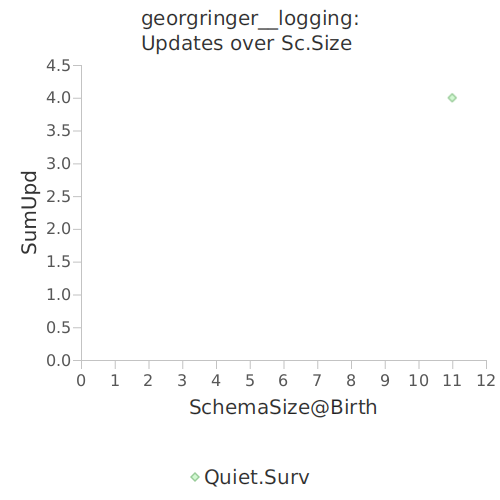 georgringer__logging:
Updates over Sc.Size
4.5
4.0
3.5
3.0
2.5
2.0
1.5
1.0
0.5
0.0
SumUpd
0 1 2 3 4 5 6 7 8 9 10 11 12
SchemaSize@Birth
Quiet.Surv